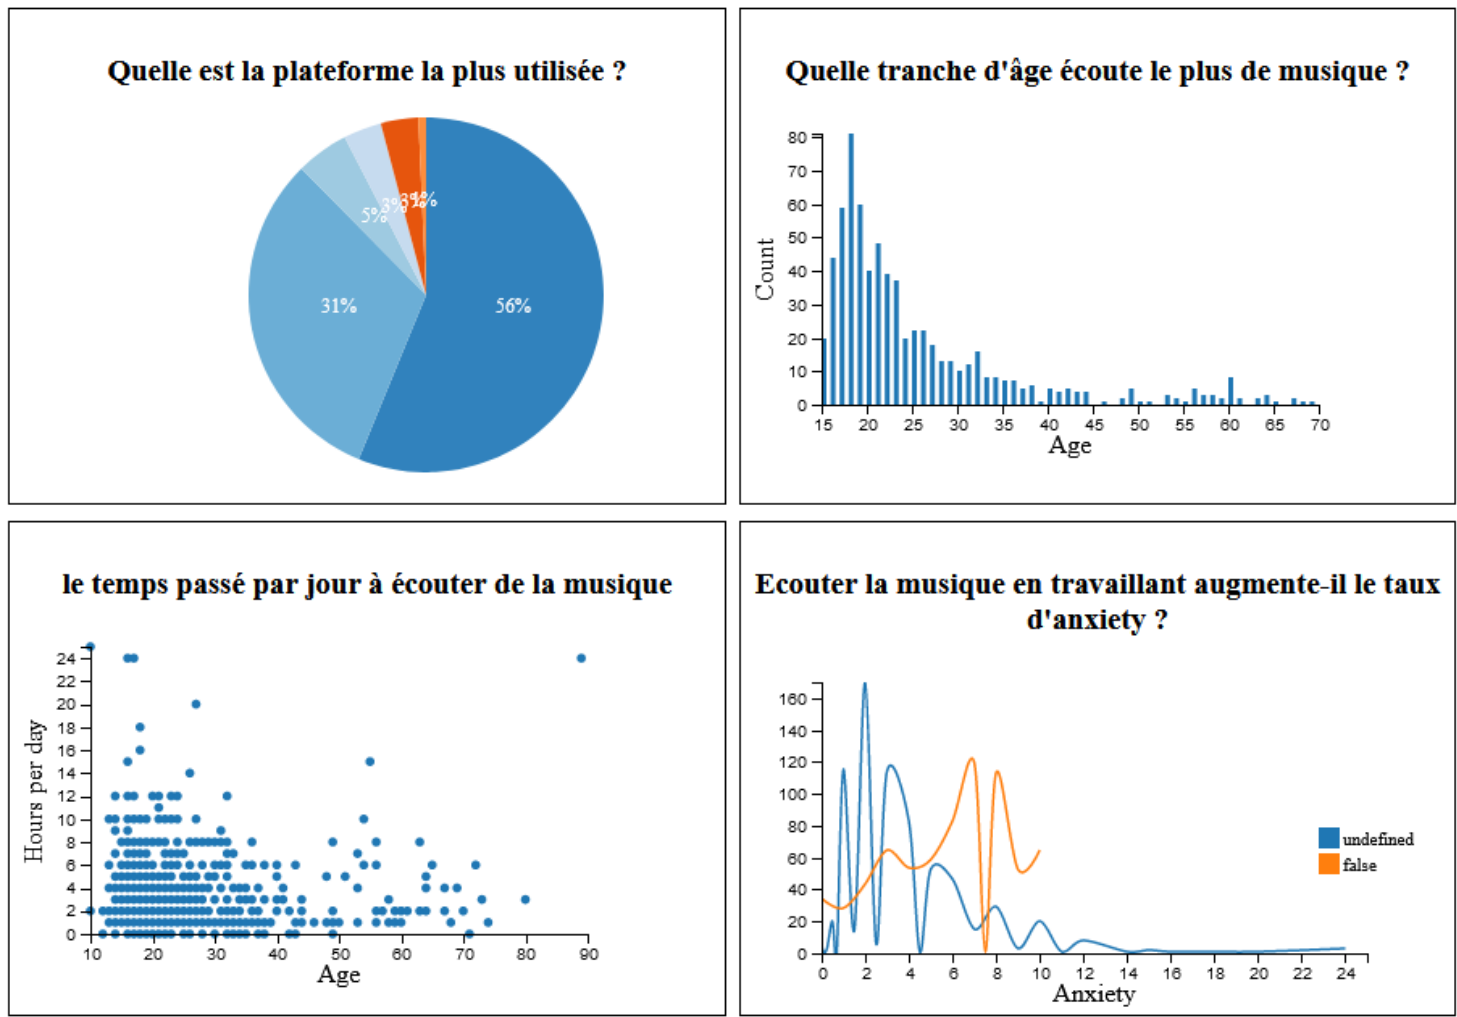 Quelle est la plateforme la plus utilisée ?
56%
31%
5%
3%
3%
1%
Quelle tranche d'âge écoute le plus de musique ?
Count
80
70
60
50
40
30
20
10
0
15 20 25 30 35 40 45 50 55 60 65 70
Age
le temps passé par jour à écouter de la musique
Hours per day
24
22
20
18
16
14
12
10
8
6
4
2
0
10 20 30 40 50 60 70 80 90
Age
Ecouter la musique en travaillant augmente-il le taux
d'anxiety ?
160
140
120
100
80
60
40
20
0
0 2 4 6 8 10 12 14 16 18 20 22 24
Anxiety
undefined
false